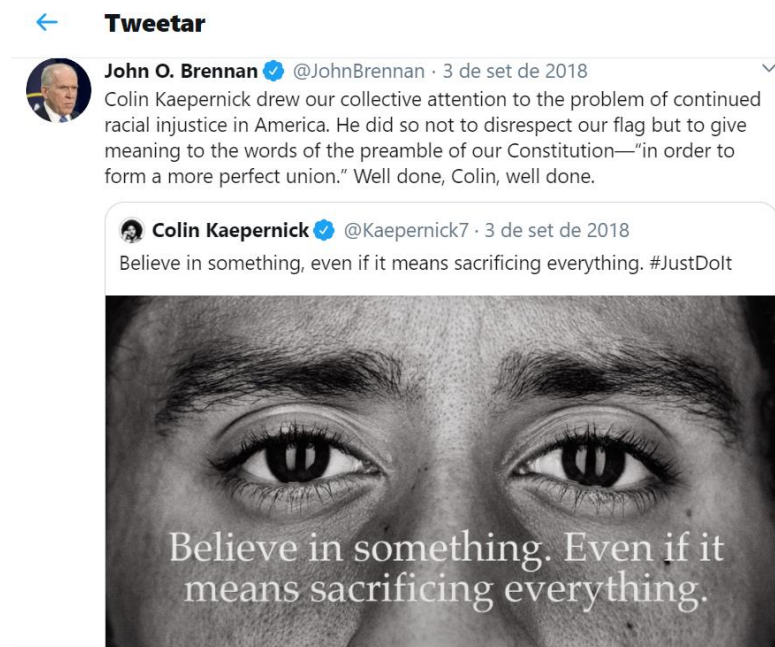 Tweetar
John O. Brennan @JohnBrennan · 3 de set de 2018
Colin Kaepernick drew our collective attention to the problem of continued
racial injustice in America. He did so not to disrespect our flag but to give
meaning to the words of the preamble of our Constitution—“in order to
form a more perfect union.” Well done, Colin, well done.
Colin Kaepernick @Kaepernick7 · 3 de set de 2018
Believe in something, even if it means sacrificing everything. #JustDoIt
Believe in something. Even if it
means sacrificing everything.